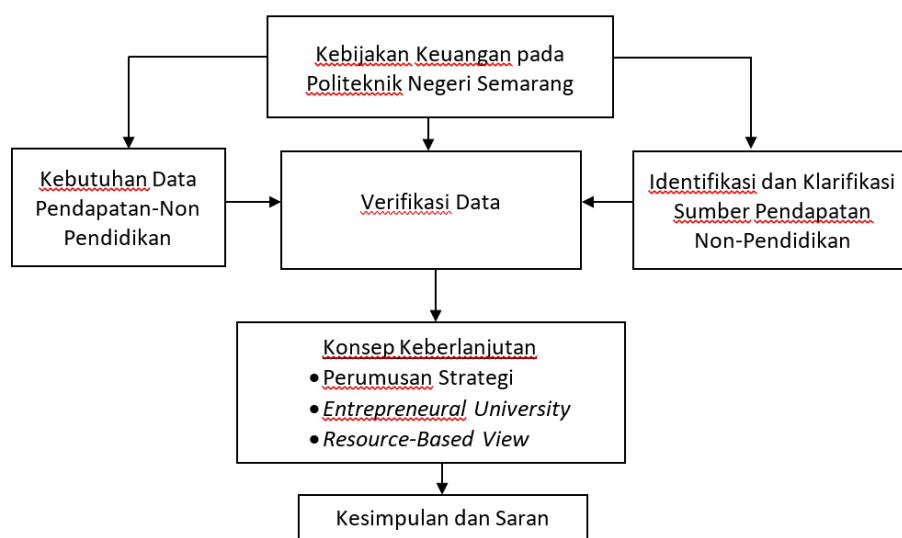 Kebijakan Keuangan pada
Politeknik Negeri Semarang
Kebutuhan Data
Pendapatan-Non
Pendidikan
Verifikasi Data
Identifikasi dan Klarifikasi
Sumber Pendapatan
Non-Pendidikan
Konsep Keberlanjutan
• Perumusan Strategi
• Entrepreneural University
• Resource-Based View
Kesimpulan dan Saran